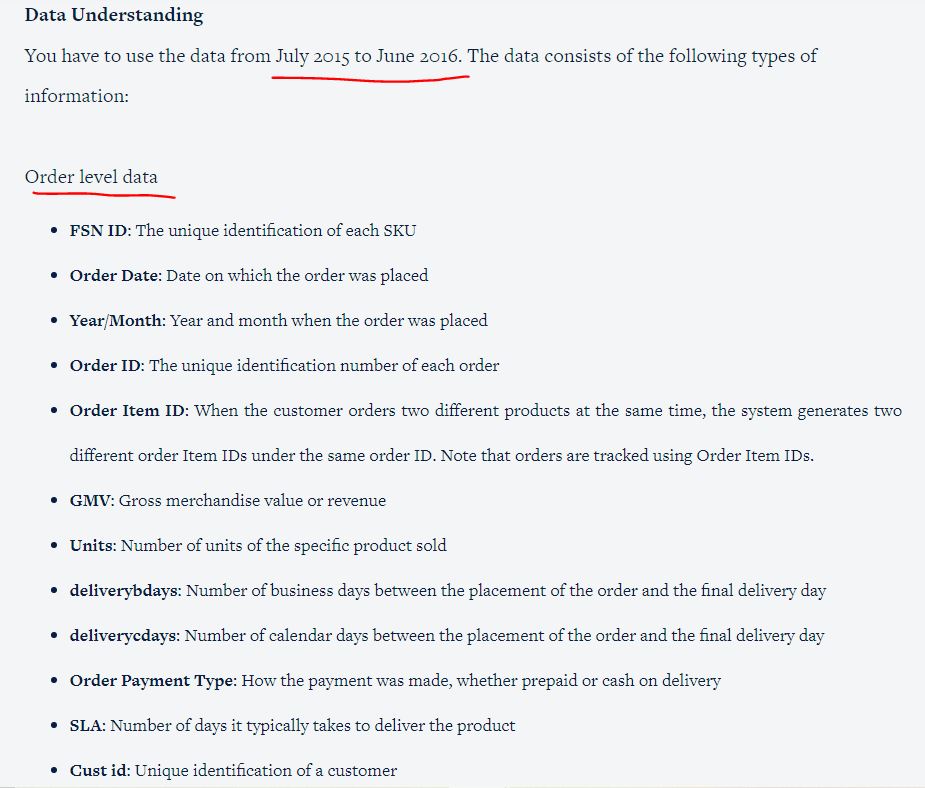 Data Understanding
You have to use the data from July 2015 to June 2016. The data consists of the following types of
information:
Order level data
• FSN ID: The unique identification of each SKU
• Order Date: Date on which the order was placed
• Year/Month: Year and month when the order was placed
• Order ID: The unique identification number of each order
• Order Item ID: When the customer orders two different products at the same time, the system generates two
different order Item IDs under the same order ID. Note that orders are tracked using Order Item IDs.
• GMV: Gross merchandise value or revenue
• Units: Number of units of the specific product sold
• deliverybdays: Number of business days between the placement of the order and the final delivery day
• deliverycdays: Number of calendar days between the placement of the order and the final delivery day
• Order Payment Type: How the payment was made, whether prepaid or cash on delivery
• SLA: Number of days it typically takes to deliver the product
• Cust id: Unique identification of a customer